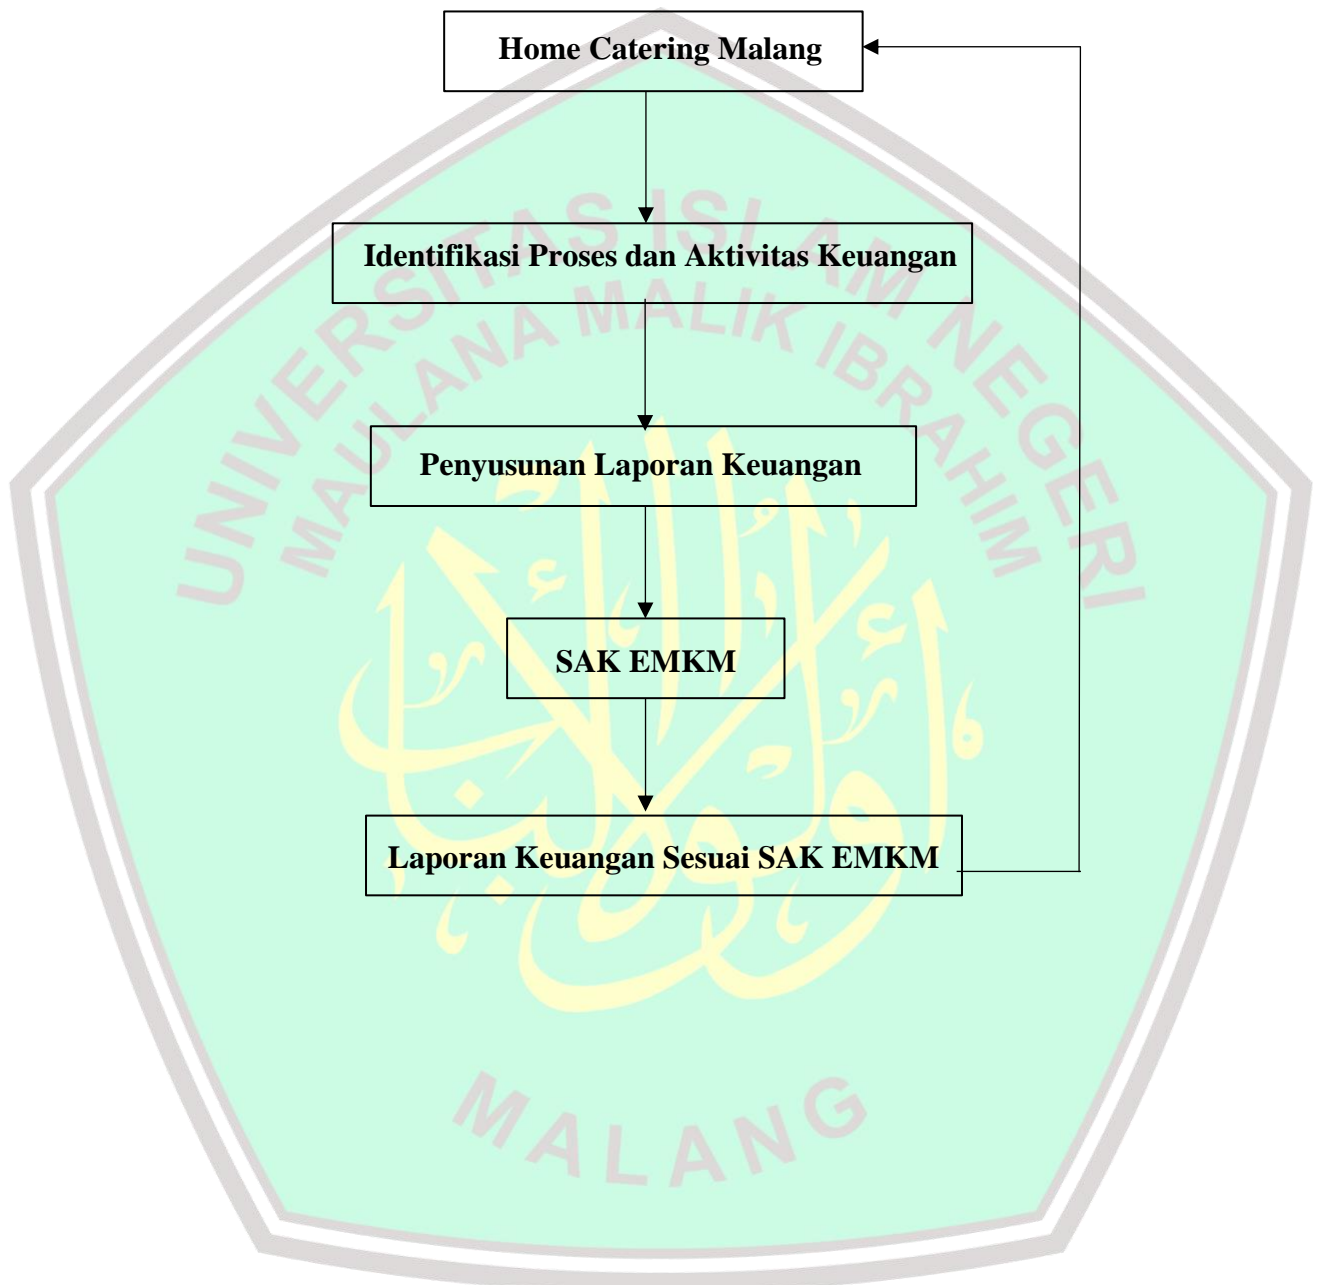 Home Catering Malang
UNIVERSITAS ISLAM NEGERI
MAULANA MALIK IBRAHIM
Identifikasi Proses dan Aktivitas Keuangan
Penyusunan Laporan Keuangan
SAK EMKM
Laporan Keuangan Sesuai SAK EMKM
MALANG